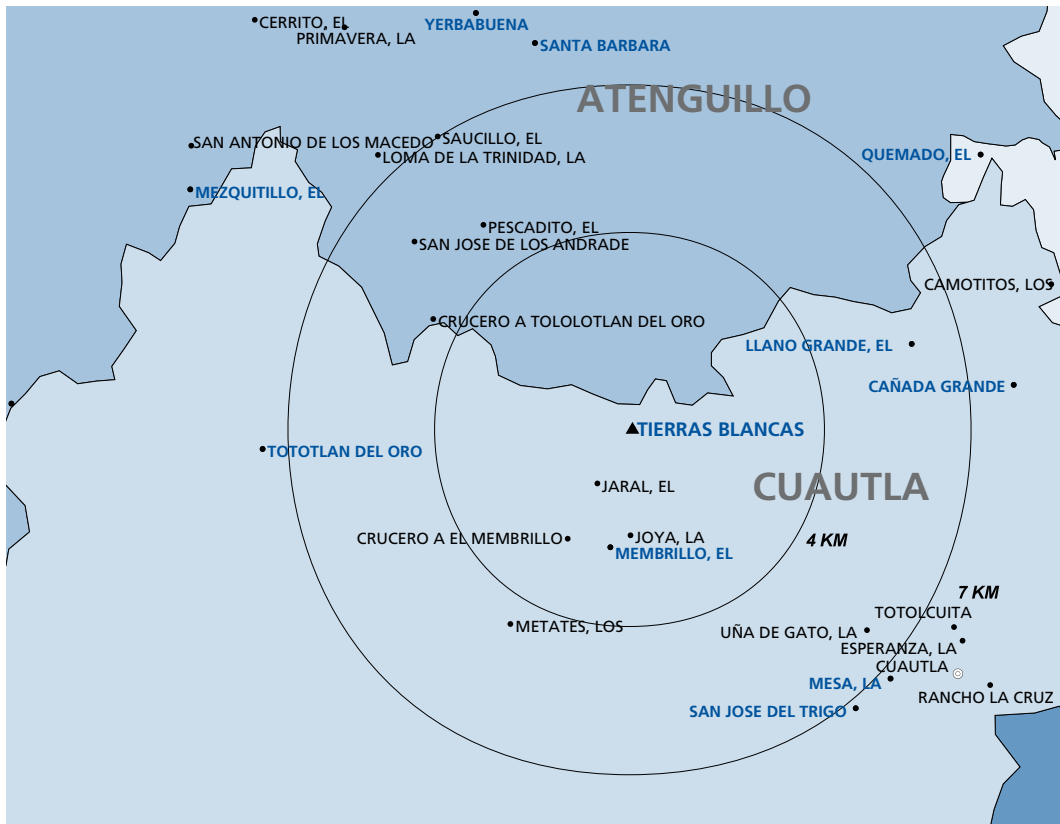 CERRITO, EL
YERBABUENA
PRIMAVERA, LA
SANTA BARBARA
ATENGUILLO
SAN ANTONIO DE LOS MACEDO
SAUCILLO, EL
LOMA DE LA TRINIDAD, LA
QUEMADO, EL
MEZQUITILLO, EL
PESCADITO, EL
SAN JOSE DE LOS ANDRADE
CAMOTITOS, LOS
CRUCERO A TOLOLOTLAN DEL ORO
LLANO GRANDE, EL
CAÑADA GRANDE
TIERRAS BLANCAS
TOTOTLAN DEL ORO
JARAL, EL
CUAUTLA
CRUCERO A EL MEMBRILLO
JOYA, LA
4 KM
MEMBRILLO, EL
7 KM
TOTOLCUITA
METATES, LOS
UÑA DE GATO, LA
ESPERANZA, LA
CUAUTLA
MESA, LA
RANCHO LA CRUZ
SAN JOSE DEL TRIGO